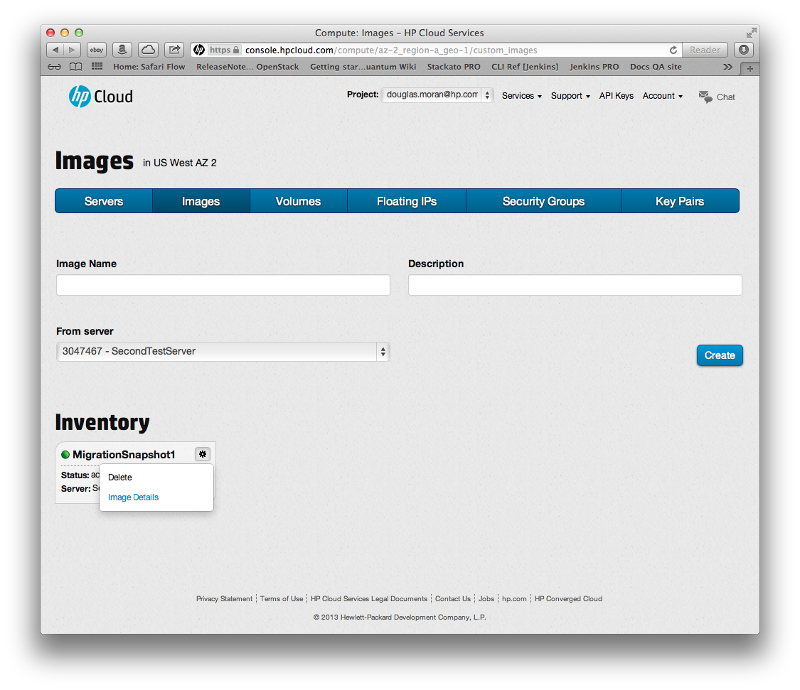 Compute: Images – HP Cloud Services
ebay https console.hpcloud.com/compute/az-2_region-a_geo-1/custom_images Reader
Home: Safari Flow ReleaseNote... OpenStack Getting star...uantum Wiki Stackato PRO CLI Ref [Jenkins] Jenkins PRO Docs QA site >> +
hp Cloud Project: douglas.moran@hp.com Services Support API Keys Account Chat
Images in US West AZ 2
Servers Images Volumes Floating IPs Security Groups Key Pairs
Image Name Description
From server
3047467 - SecondTestServer
Create
Inventory
MigrationSnapshot1
Status: ac
Server: Se
Delete
Image Details
Privacy Statement Terms of Use HP Cloud Services Legal Documents Contact Us Jobs hp.com HP Converged Cloud
© 2013 Hewlett-Packard Development Company, L.P.